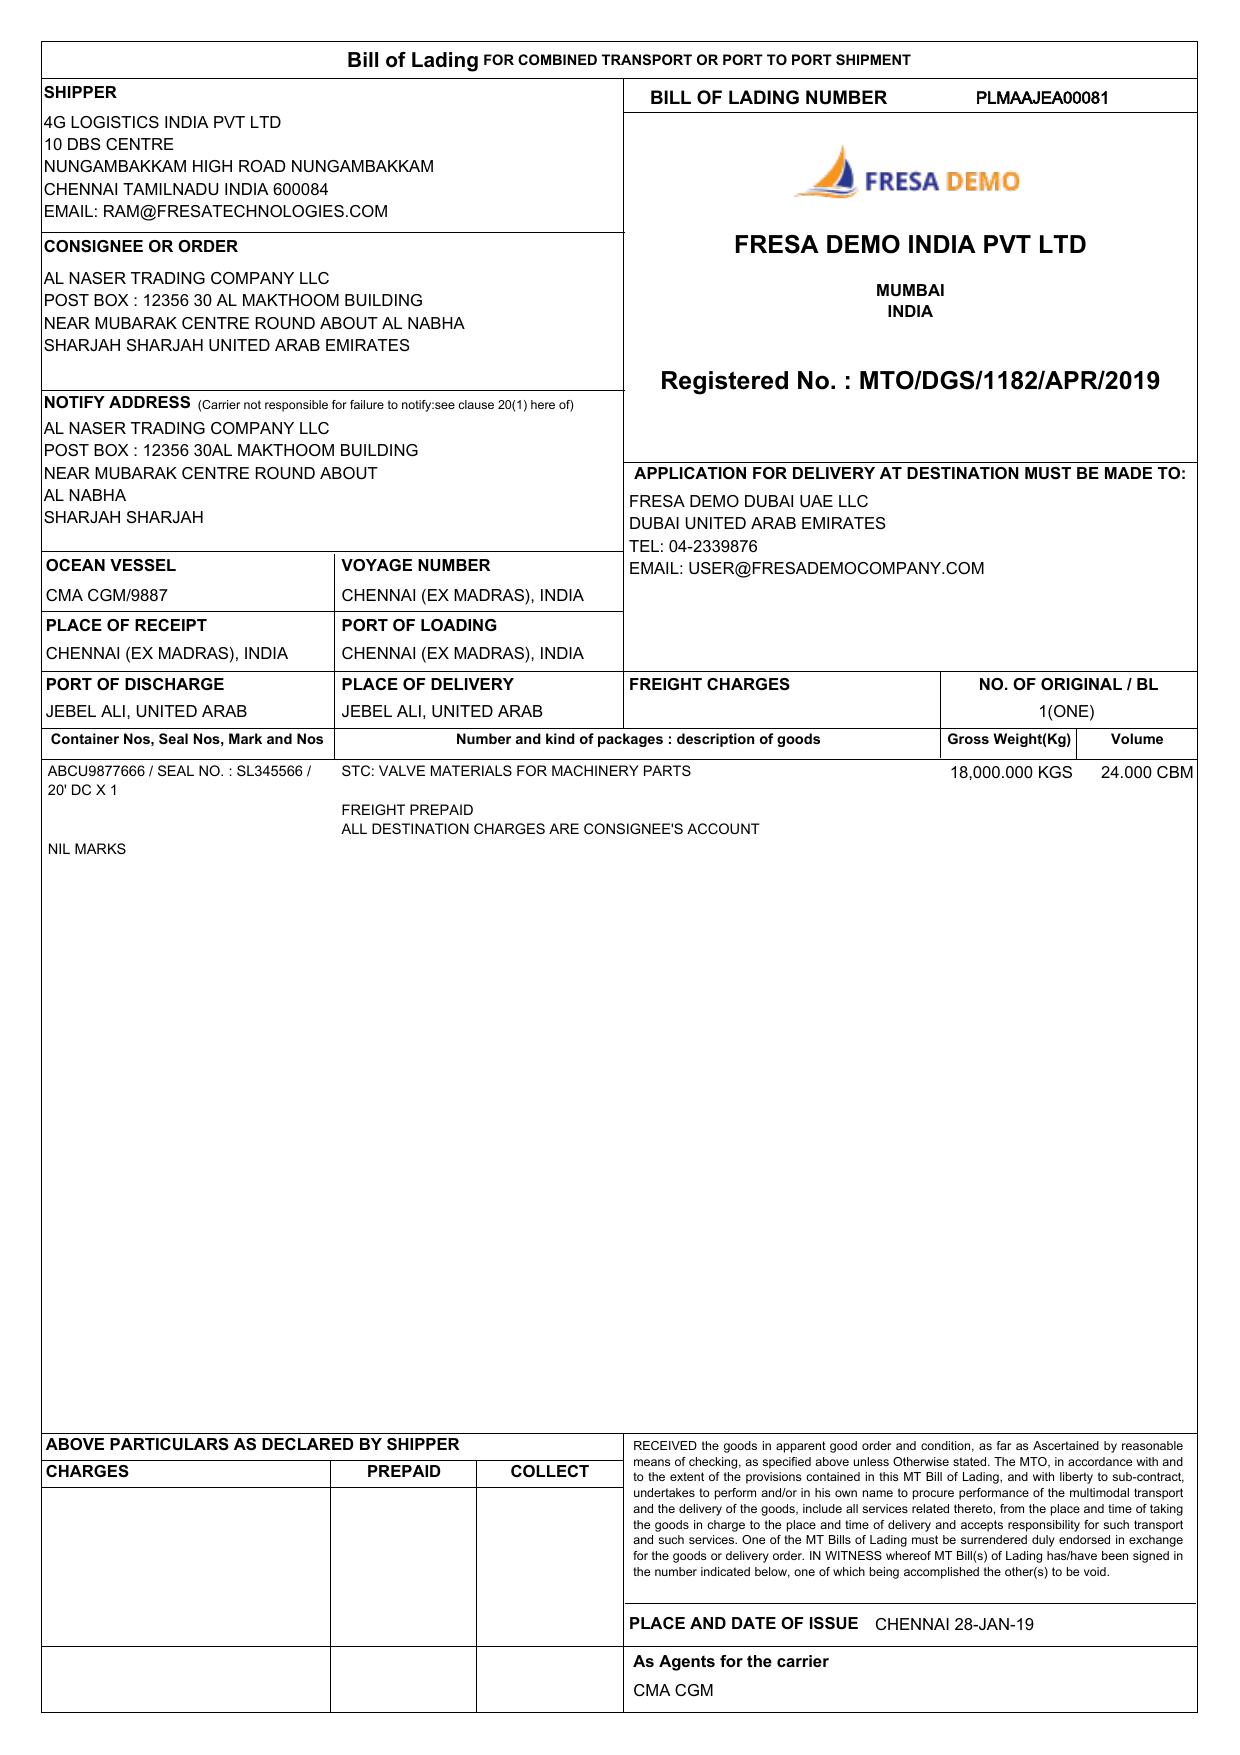 Bill of Lading FOR COMBINED TRANSPORT OR PORT TO PORT SHIPMENT
SHIPPER
4G LOGISTICS INDIA PVT LTD
10 DBS CENTRE
NUNGAMBAKKAM HIGH ROAD NUNGAMBAKKAM
CHENNAI TAMILNADU INDIA 600084
EMAIL: RAM@FRESATECHNOLOGIES.COM
BILL OF LADING NUMBER PLMAAJEA00081
FRESA DEMO
FRESA DEMO INDIA PVT LTD
MUMBAI
INDIA
Registered No. : MTO/DGS/1182/APR/2019
CONSIGNEE OR ORDER
AL NASER TRADING COMPANY LLC
POST BOX : 12356 30 AL MAKTHOOM BUILDING
NEAR MUBARAK CENTRE ROUND ABOUT AL NABHA
SHARJAH SHARJAH UNITED ARAB EMIRATES
NOTIFY ADDRESS (Carrier not responsible for failure to notify:see clause 20(1) here of)
AL NASER TRADING COMPANY LLC
POST BOX : 12356 30AL MAKTHOOM BUILDING
NEAR MUBARAK CENTRE ROUND ABOUT
AL NABHA
SHARJAH SHARJAH
APPLICATION FOR DELIVERY AT DESTINATION MUST BE MADE TO:
FRESA DEMO DUBAI UAE LLC
DUBAI UNITED ARAB EMIRATES
TEL: 04-2339876
EMAIL: USER@FRESADEMOCOMPANY.COM
OCEAN VESSEL VOYAGE NUMBER
CMA CGM/9887 CHENNAI (EX MADRAS), INDIA
PLACE OF RECEIPT PORT OF LOADING
CHENNAI (EX MADRAS), INDIA CHENNAI (EX MADRAS), INDIA
PORT OF DISCHARGE PLACE OF DELIVERY FREIGHT CHARGES NO. OF ORIGINAL / BL
JEBEL ALI, UNITED ARAB JEBEL ALI, UNITED ARAB 1(ONE)
Container Nos, Seal Nos, Mark and Nos Number and kind of packages : description of goods Gross Weight(Kg) Volume
ABCU9877666 / SEAL NO. : SL345566 / STC: VALVE MATERIALS FOR MACHINERY PARTS 18,000.000 KGS 24.000 CBM
20' DC X 1
FREIGHT PREPAID
ALL DESTINATION CHARGES ARE CONSIGNEE'S ACCOUNT
NIL MARKS
ABOVE PARTICULARS AS DECLARED BY SHIPPER
CHARGES PREPAID COLLECT
RECEIVED the goods in apparent good order and condition, as far as Ascertained by reasonable
means of checking, as specified above unless Otherwise stated. The MTO, in accordance with and
to the extent of the provisions contained in this MT Bill of Lading, and with liberty to sub-contract,
undertakes to perform and/or in his own name to procure performance of the multimodal transport
and the delivery of the goods, include all services related thereto, from the place and time of taking
the goods in charge to the place and time of delivery and accepts responsibility for such transport
and such services. One of the MT Bills of Lading must be surrendered duly endorsed in exchange
for the goods or delivery order. IN WITNESS whereof MT Bill(s) of Lading has/have been signed in
the number indicated below, one of which being accomplished the other(s) to be void.
PLACE AND DATE OF ISSUE CHENNAI 28-JAN-19
As Agents for the carrier
CMA CGM